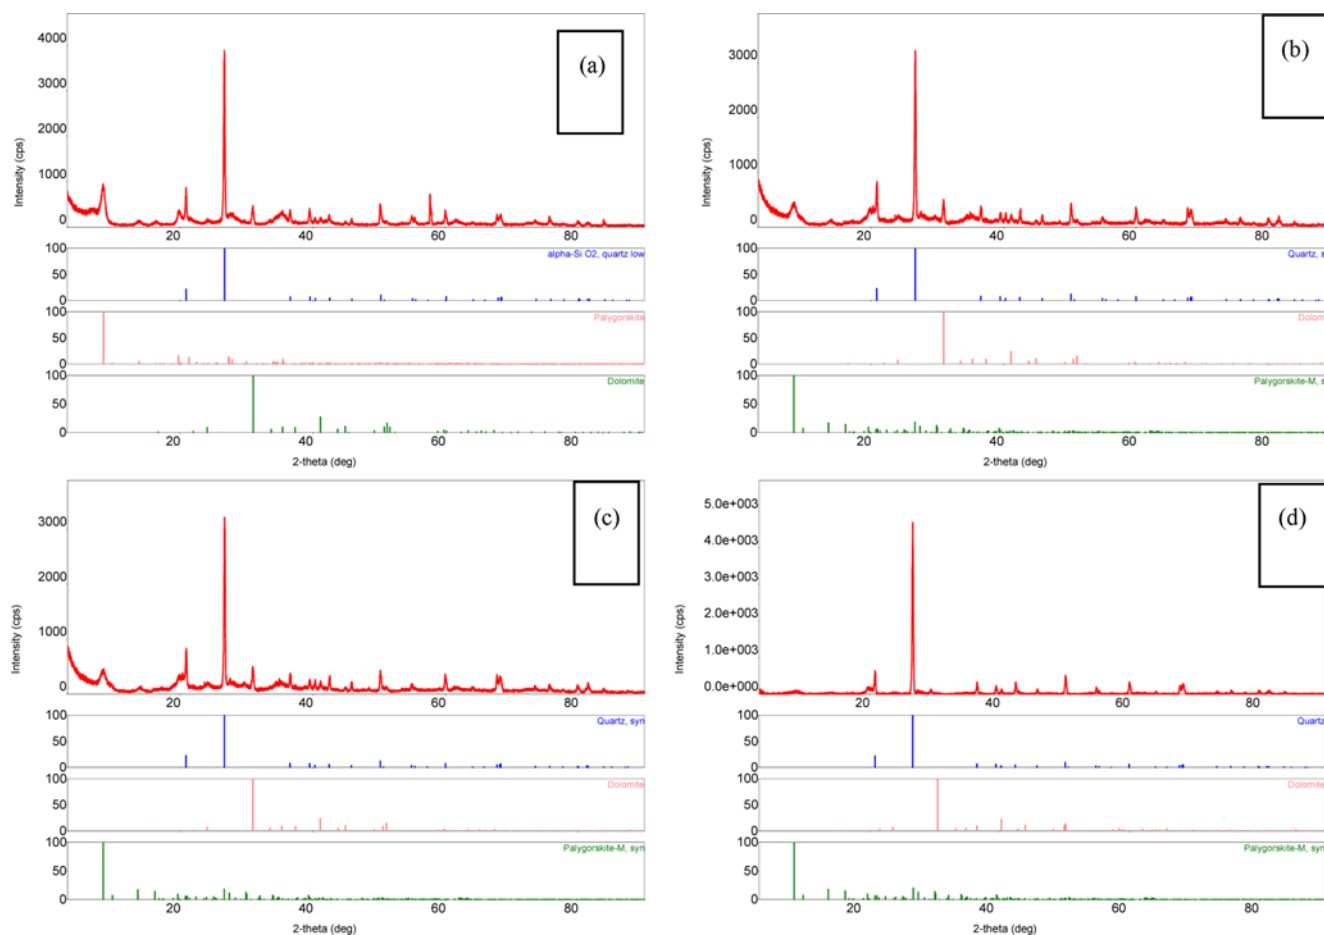 (a)
Intensity (cps)
4000
3000
2000
1000
0
20 40 60 80
100
50
0
alpha-Si O2, quartz low
100
50
0
Palygorskite
100
50
0
Dolomite
20 40 60 80
2-theta (deg)
(b)
Intensity (cps)
3000
2000
1000
0
20 40 60 80
100
50
0
Quartz, s
100
50
0
Dolom
100
50
0
Palygorskite-M, s
20 40 60 80
2-theta (deg)
(c)
Intensity (cps)
3000
2000
1000
0
20 40 60 80
100
50
0
Quartz, syn
100
50
0
Dolomite
100
50
0
Palygorskite-M, syn
20 40 60 80
2-theta (deg)
(d)
Intensity (cps)
5.0e+003
4.0e+003
3.0e+003
2.0e+003
1.0e+003
0.0e+000
20 40 60 80
100
50
0
Quartz
100
50
0
Dolomite
100
50
0
Palygorskite-M, syn
20 40 60 80
2-theta (deg)